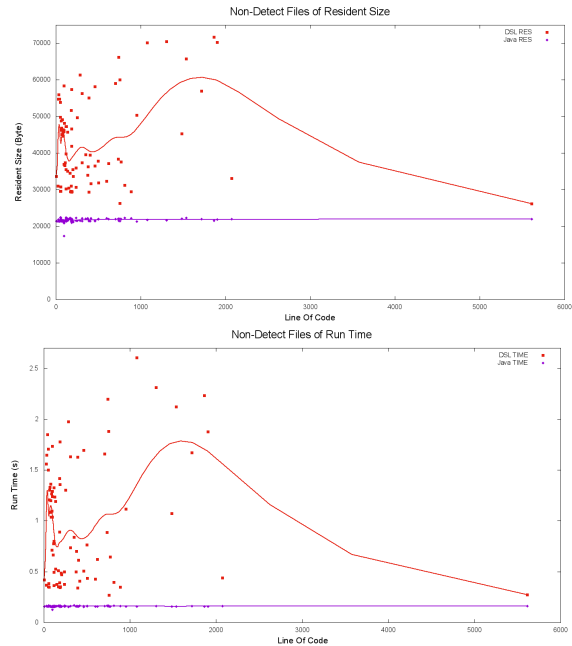 Non-Detect Files of Resident Size
DSL RES
Java RES
70000
60000
50000
40000
30000
20000
10000
0
Resident Size (Byte)
0 1000 2000 3000 4000 5000 6000
Line Of Code
Non-Detect Files of Run Time
DSL TIME
Java TIME
2.5
2
1.5
1
0.5
0
Run Time (s)
0 1000 2000 3000 4000 5000 6000
Line Of Code